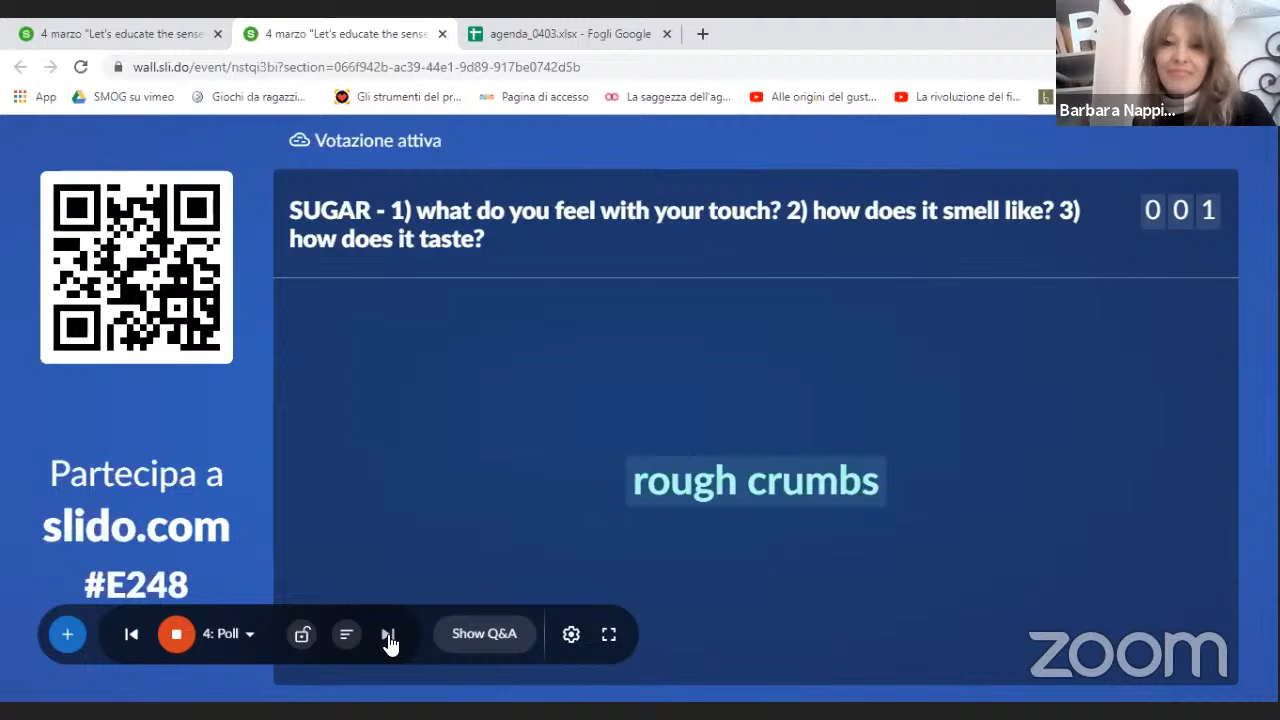 4 marzo "Let's educate the sense
4 marzo "Let's educate the sense
agenda_0403.xlsx - Fogli Google
wall.sli.do/event/nstqi3bi?section=066f942b-ac39-44e1-9d89-917be0742d5b
App
SMOG su vimeo
Giochi da ragazzi...
Gli strumenti del pr...
Pagina di accesso
La saggezza dell'ag...
Alle origini del gust...
La rivoluzione del fi...
Barbara Nappi...
Votazione attiva
SUGAR - 1) what do you feel with your touch? 2) how does it smell like? 3)
how does it taste?
001
rough crumbs
Partecipa a
slido.com
#E248
4: Poll
Show Q&A
zoom